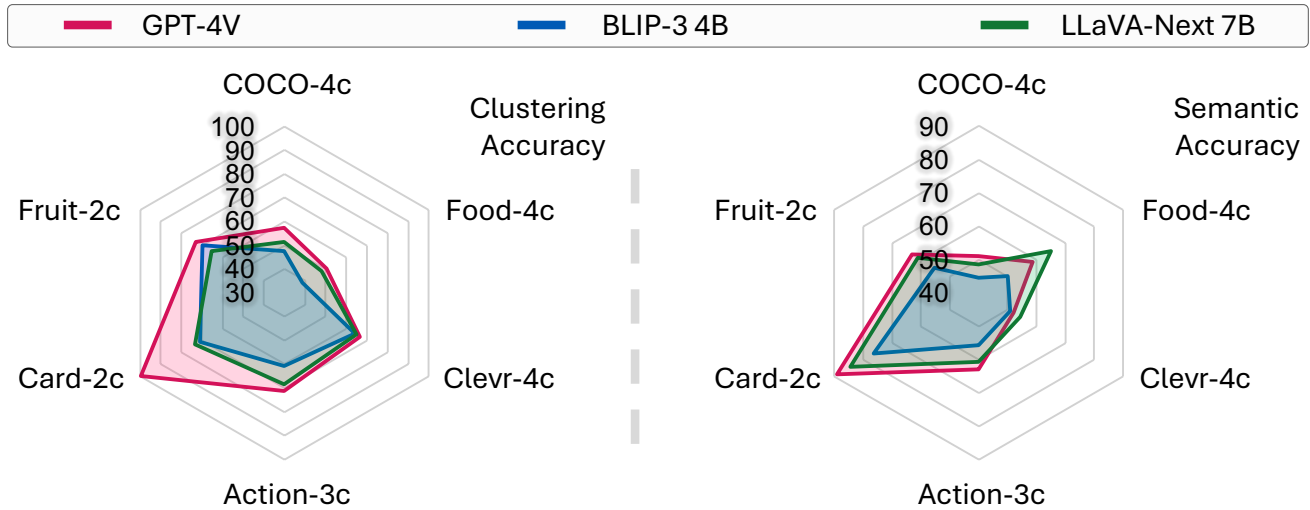 GPT-4V
BLIP-3 4B
LLaVA-Next 7B
COCO-4c
Clustering
Accuracy
100
90
80
70
60
50
40
30
Fruit-2c
Food-4c
Card-2c
Clevr-4c
Action-3c
COCO-4c
Semantic
Accuracy
90
80
70
60
50
40
Fruit-2c
Food-4c
Card-2c
Clevr-4c
Action-3c